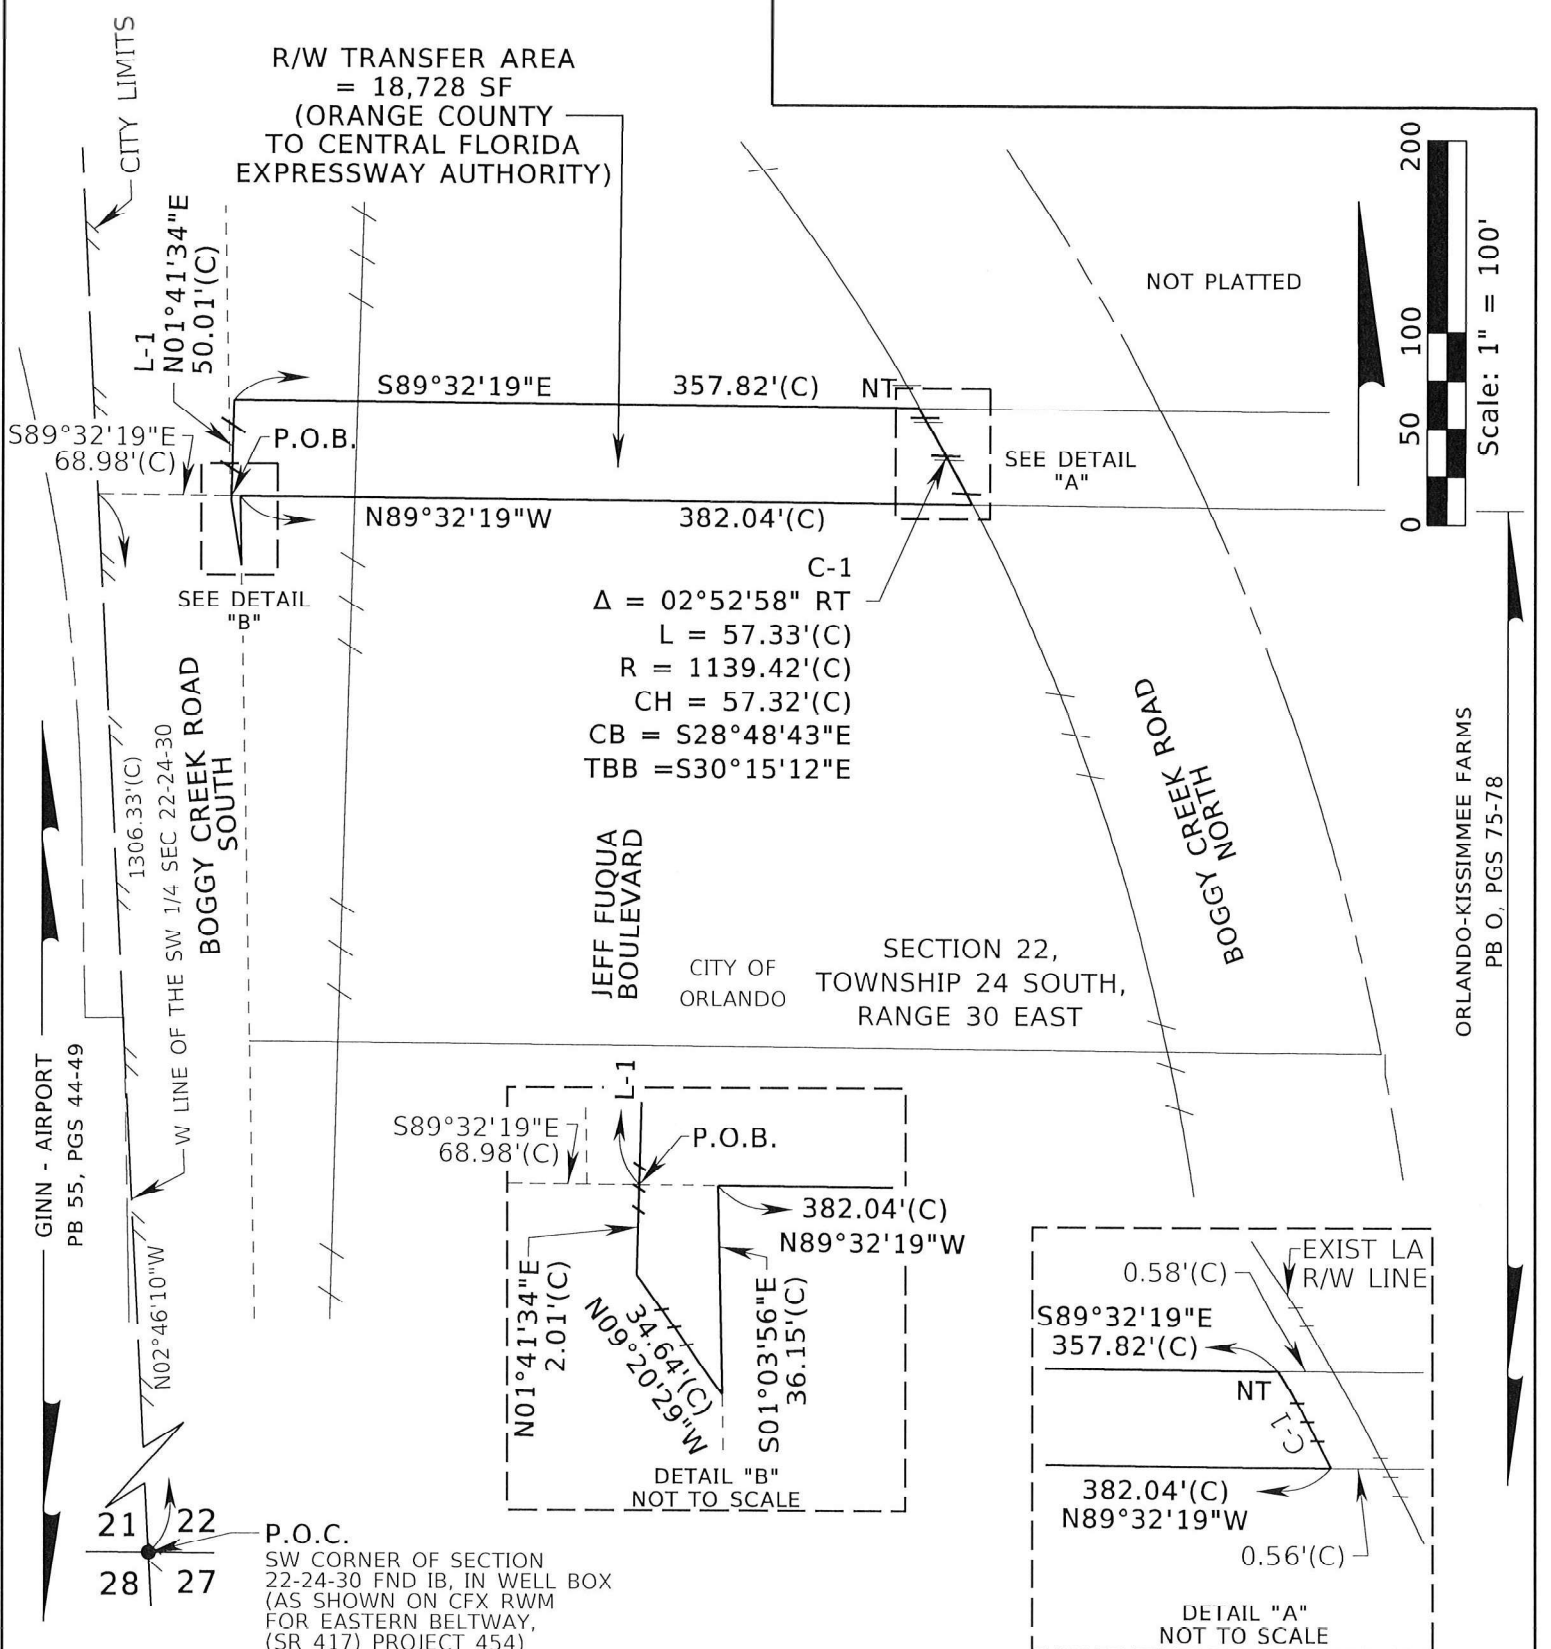 CITY LIMITS
R/W TRANSFER AREA
= 18,728 SF
(ORANGE COUNTY
TO CENTRAL FLORIDA
EXPRESSWAY AUTHORITY)
L-1
N01°41'34"E
50.01'(C)
NOT PLATTED
200
100
50
0
Scale: 1" = 100'
S89°32'19"E
357.82'(C)
NT
S89°32'19"E
68.98'(C)
P.O.B.
SEE DETAIL
"A"
N89°32'19"W
382.04'(C)
SEE DETAIL
"B"
C-1
Δ = 02°52'58" RT
L = 57.33'(C)
R = 1139.42'(C)
CH = 57.32'(C)
CB = S28°48'43"E
TBB =S30°15'12"E
1306.33'(C)
W LINE OF THE SW 1/4 SEC 22-24-30
BOGGY CREEK ROAD
SOUTH
BOGGY CREEK ROAD
NORTH
ORLANDO-KISSIMMEE FARMS
PB O, PGS 75-78
JEFF FUQUA
BOULEVARD
CITY OF
ORLANDO
SECTION 22,
TOWNSHIP 24 SOUTH,
RANGE 30 EAST
GINN - AIRPORT
PB 55, PGS 44-49
N02°46'10"W
L-1
S89°32'19"E
68.98'(C)
P.O.B.
382.04'(C)
N89°32'19"W
N01°41'34"E
2.01'(C)
34.64'(C)
N09°20'29"W
S01°03'56"E
36.15'(C)
DETAIL "B"
NOT TO SCALE
EXIST LA
R/W LINE
0.58'(C)
S89°32'19"E
357.82'(C)
NT
C-1
382.04'(C)
N89°32'19"W
0.56'(C)
DETAIL "A"
NOT TO SCALE
21 22
28 27
P.O.C.
SW CORNER OF SECTION
22-24-30 FND IB, IN WELL BOX
(AS SHOWN ON CFX RWM
FOR EASTERN BELTWAY,
(SR 417) PROJECT 454)